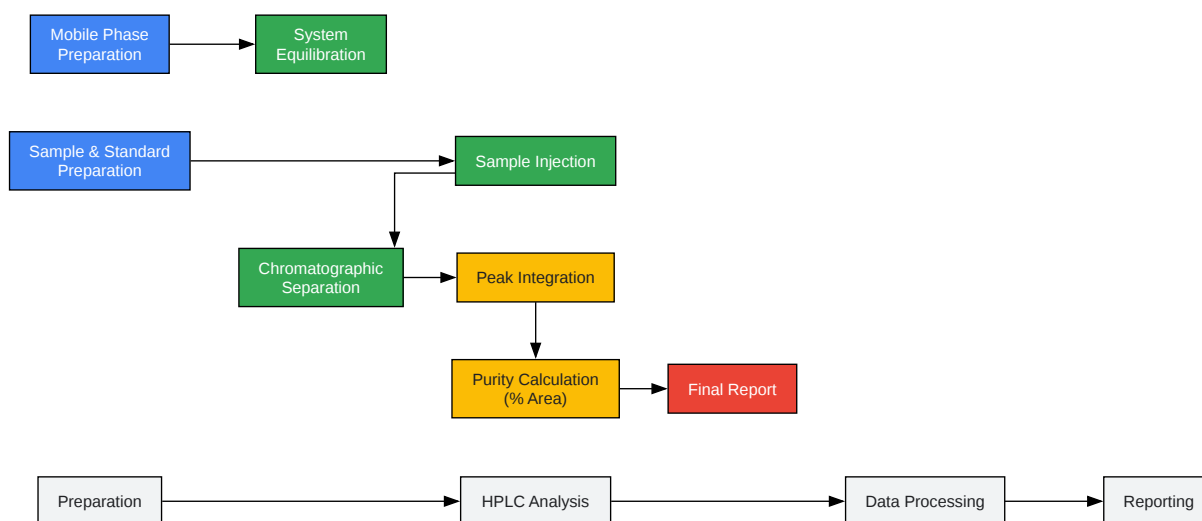 Mobile Phase
Preparation
System
Equilibration
Sample & Standard
Preparation
Sample Injection
Chromatographic
Separation
Peak Integration
Purity Calculation
(% Area)
Final Report
Preparation
HPLC Analysis
Data Processing
Reporting